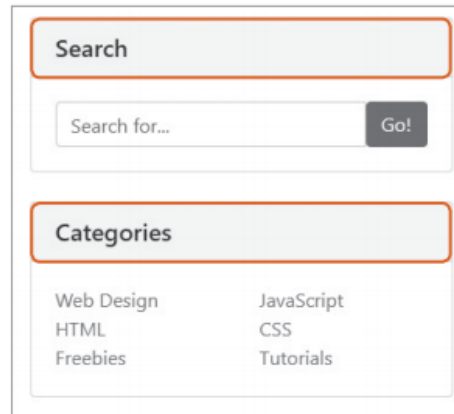 Search
Search for... Go!
Categories
Web Design JavaScript
HTML CSS
Freebies Tutorials